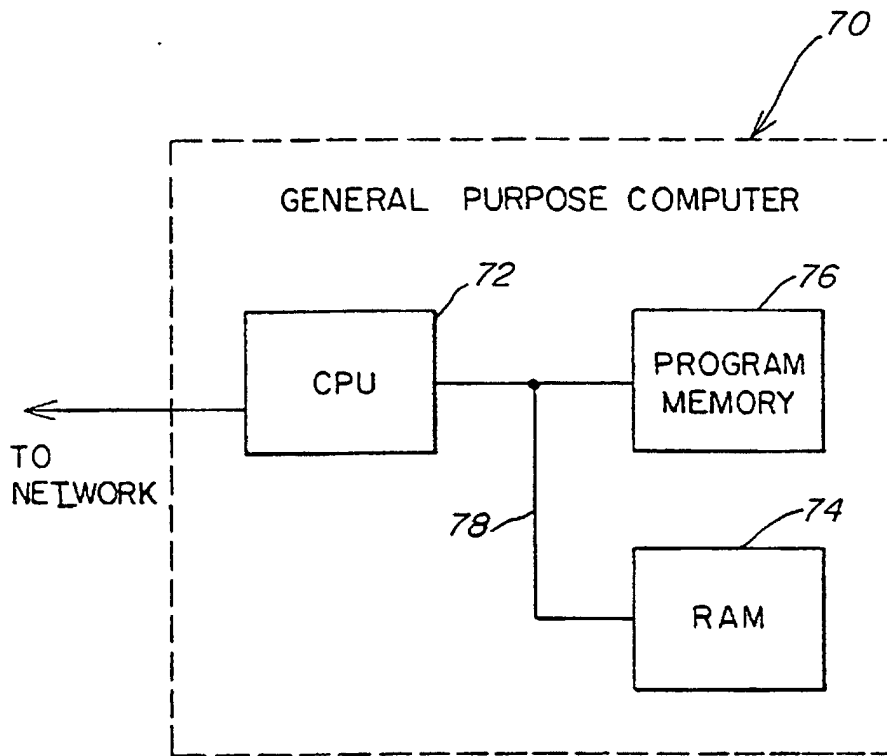 70
GENERAL PURPOSE COMPUTER
72
76
CPU
PROGRAM
MEMORY
TO
NETWORK
78
74
RAM